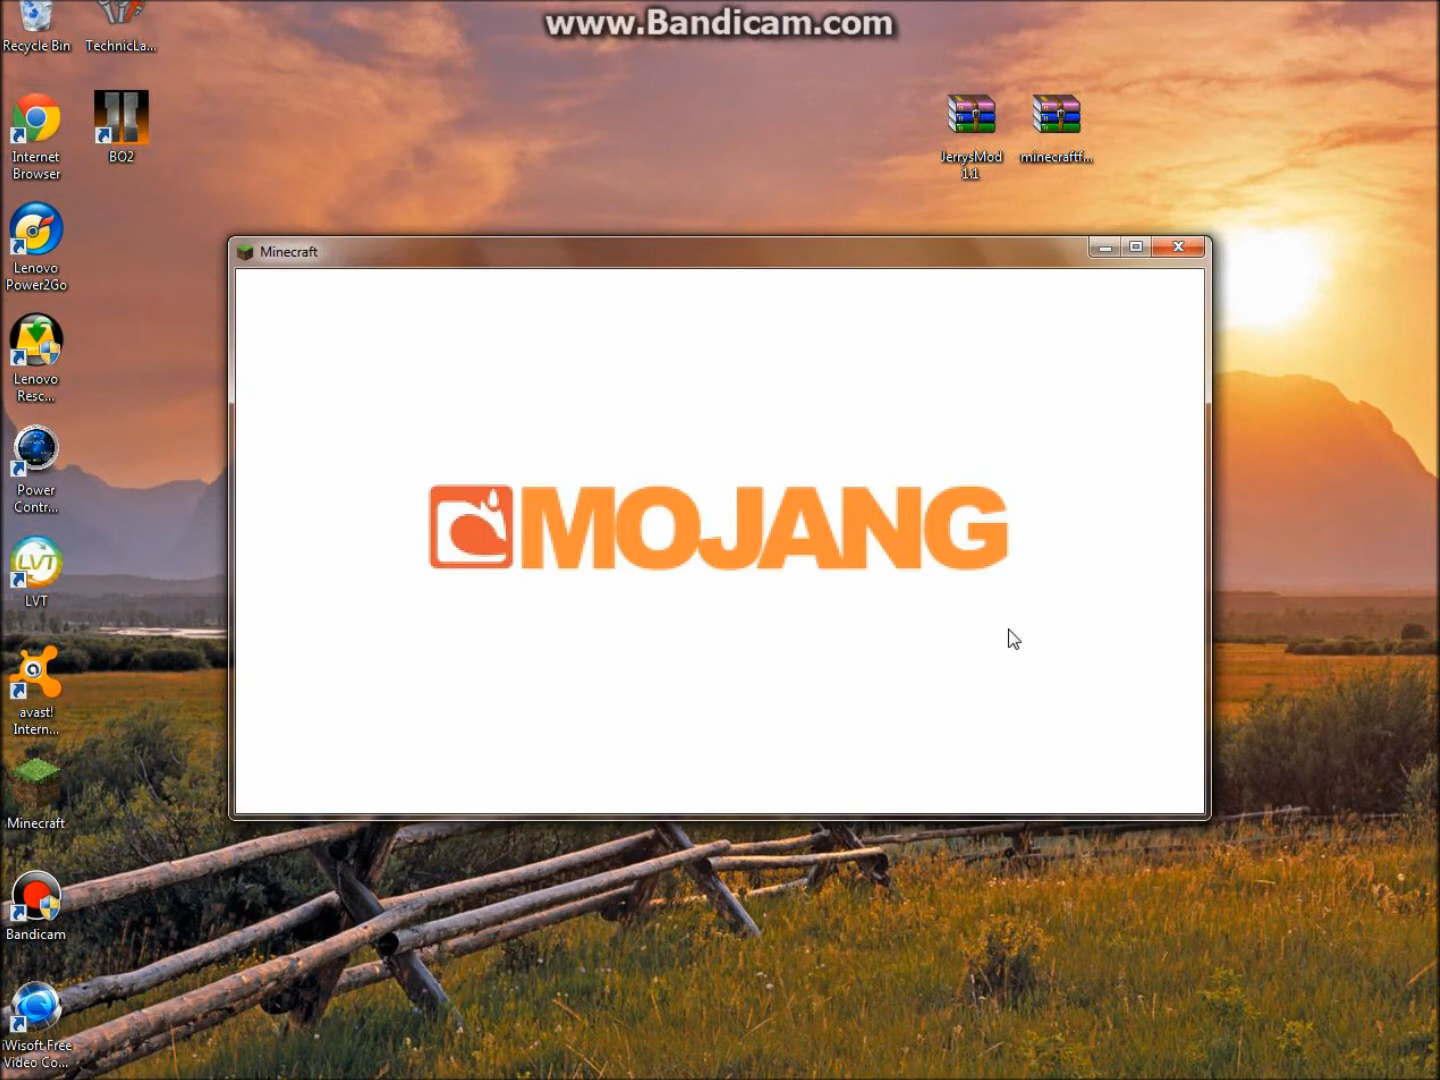 www.Bandicam.com
Recycle Bin
TechnicLa...
Internet
Browser
BO2
JerrysMod
1.1
minecraftf...
Lenovo
Power2Go
Minecraft
Lenovo
Resc...
MOJANG
Power
Contr...
LVT
LVT
avast!
Intern...
Minecraft
Bandicam
iWisoft Free
Video Co...